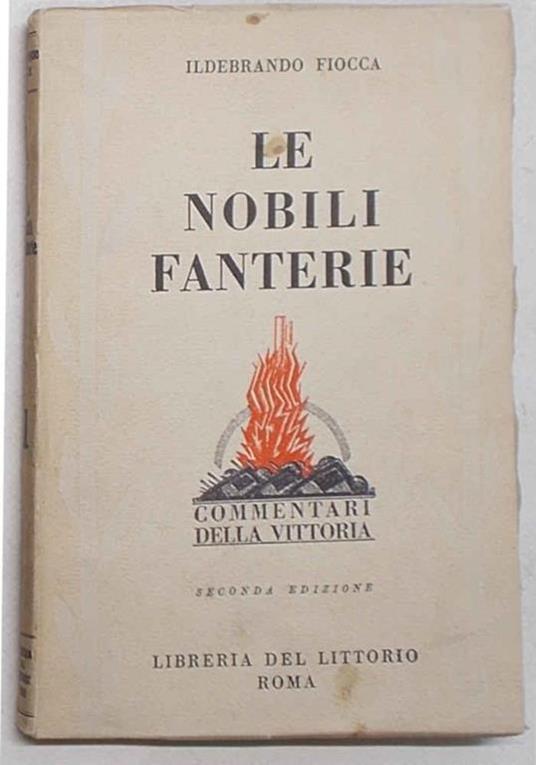 ILDEBRANDO FIOCCA
LE
NOBILI
FANTERIE
COMMENTARI
DELLA VITTORIA
SECONDA EDIZIONE
LIBRERIA DEL LITTORIO
ROMA